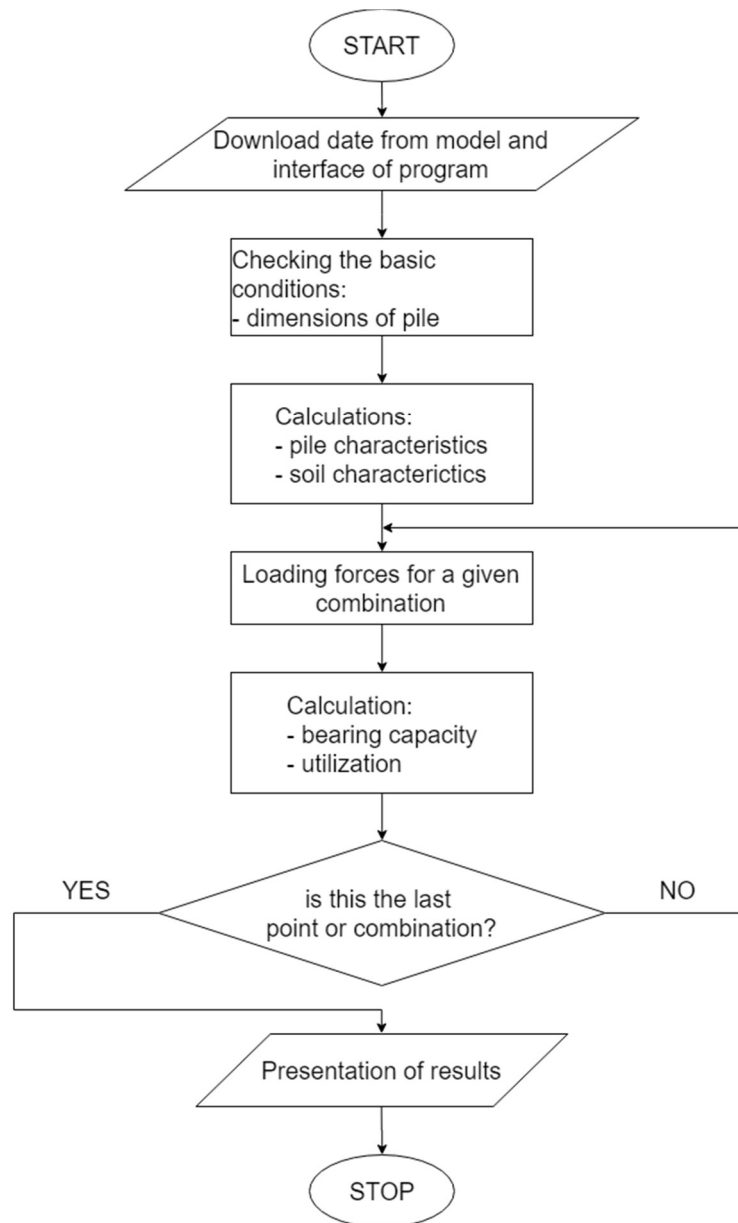 START
Download date from model and
interface of program
Checking the basic
conditions:
- dimensions of pile
Calculations:
- pile characteristics
- soil characterictics
Loading forces for a given
combination
Calculation:
- bearing capacity
- utilization
YES
is this the last
point or combination?
NO
Presentation of results
STOP